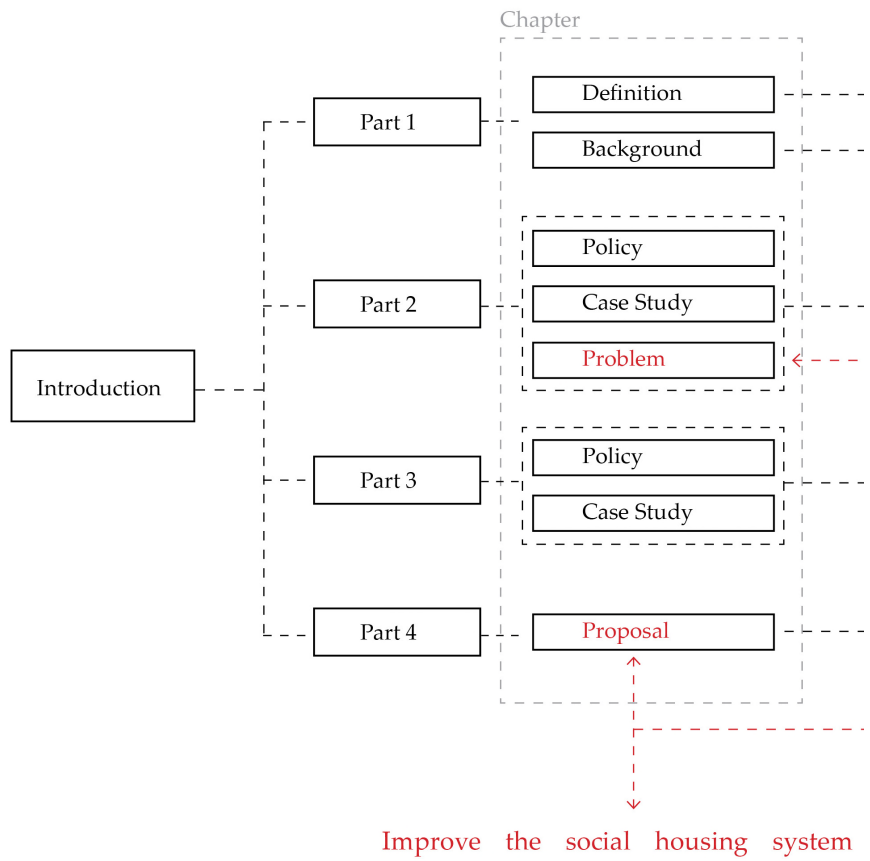 Chapter
Definition
Part 1
Background
Policy
Part 2
Case Study
Problem
Introduction
Policy
Part 3
Case Study
Part 4
Proposal
Improve the social housing system